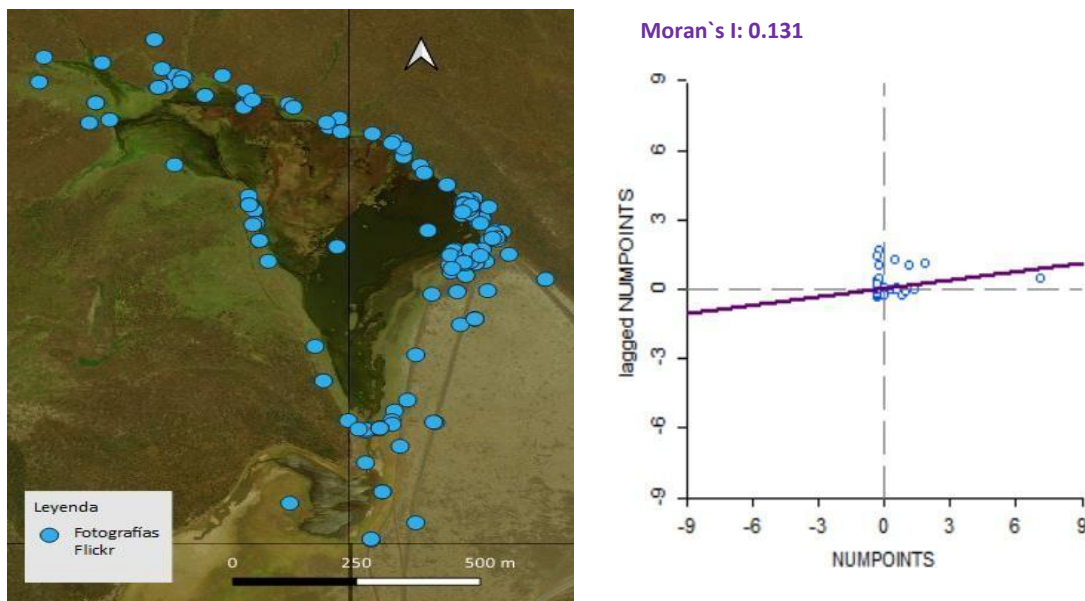 Leyenda
Fotografías
Flickr
0 250 500 m
Moran`s I: 0.131
lagged NUMPOINTS
9
6
3
0
-3
-6
-9
-9 -6 -3 0 3 6 9
NUMPOINTS